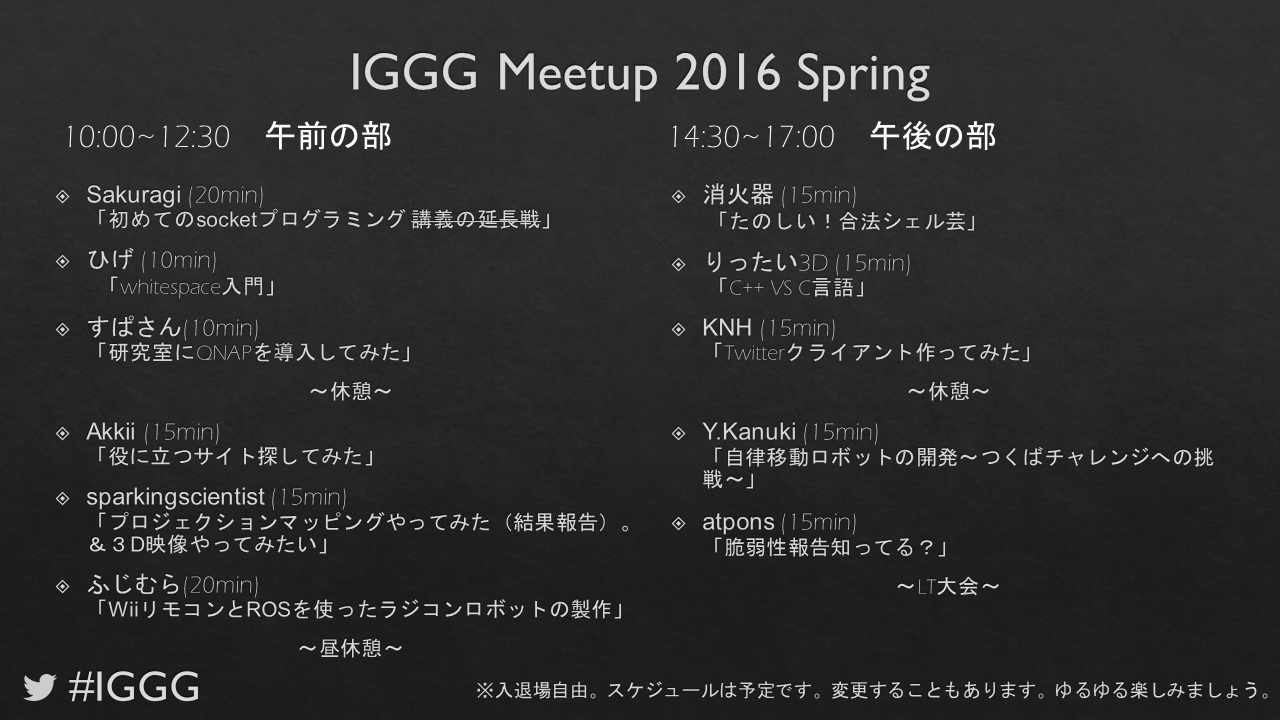 IGGG Meetup 2016 Spring
10:00~12:30 午前の部
Sakuragi (20min)
「初めてのsocketプログラミング 講義の延長戦」
ひげ (10min)
「whitespace入門」
すぱさん(10min)
「研究室にQNAPを導入してみた」
～休憩～
Akkii (15min)
「役に立つサイト探してみた」
sparkingscientist (15min)
「プロジェクションマッピングやってみた（結果報告）。
＆３D映像やってみたい」
ふじむら(20min)
「WiiリモコンとROSを使ったラジコンロボットの製作」
～昼休憩～
14:30~17:00 午後の部
消火器 (15min)
「たのしい！合法シェル芸」
りったい3D (15min)
「C++ VS C言語」
KNH (15min)
「Twitterクライアント作ってみた」
～休憩～
Y.Kanuki (15min)
「自律移動ロボットの開発～つくばチャレンジへの挑
戦～」
atpons (15min)
「脆弱性報告知ってる？」
～LT大会～
#IGGG
※入退場自由。スケジュールは予定です。変更することもあります。ゆるゆる楽しみましょう。